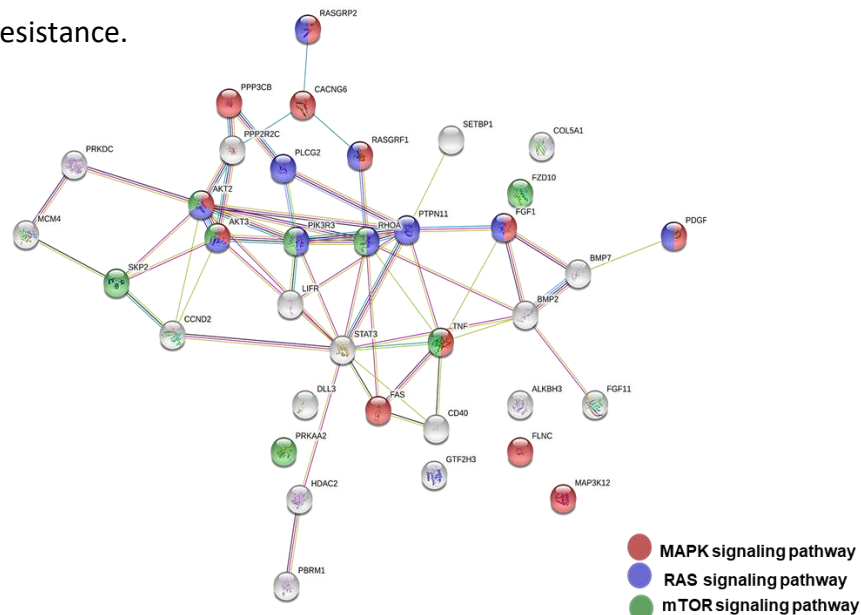 esistance.
RASGRP2
PPP3CB
CACNG6
SETBP1
COL5A1
PPP2R2C
RASGRF1
PRKDC
PLCG2
FZD10
AKT2
PTPN11
FGF1
MCM4
AKT3
PIK3R3
RHOA
PDGF
SKP2
BMP7
LIFR
BMP2
CCND2
STAT3
TNF
DLL3
FAS
ALKBH3
FGF11
CD40
PRKAA2
FLNC
GTF2H3
HDAC2
MAP3K12
PBRM1
MAPK signaling pathway
RAS signaling pathway
mTOR signaling pathway